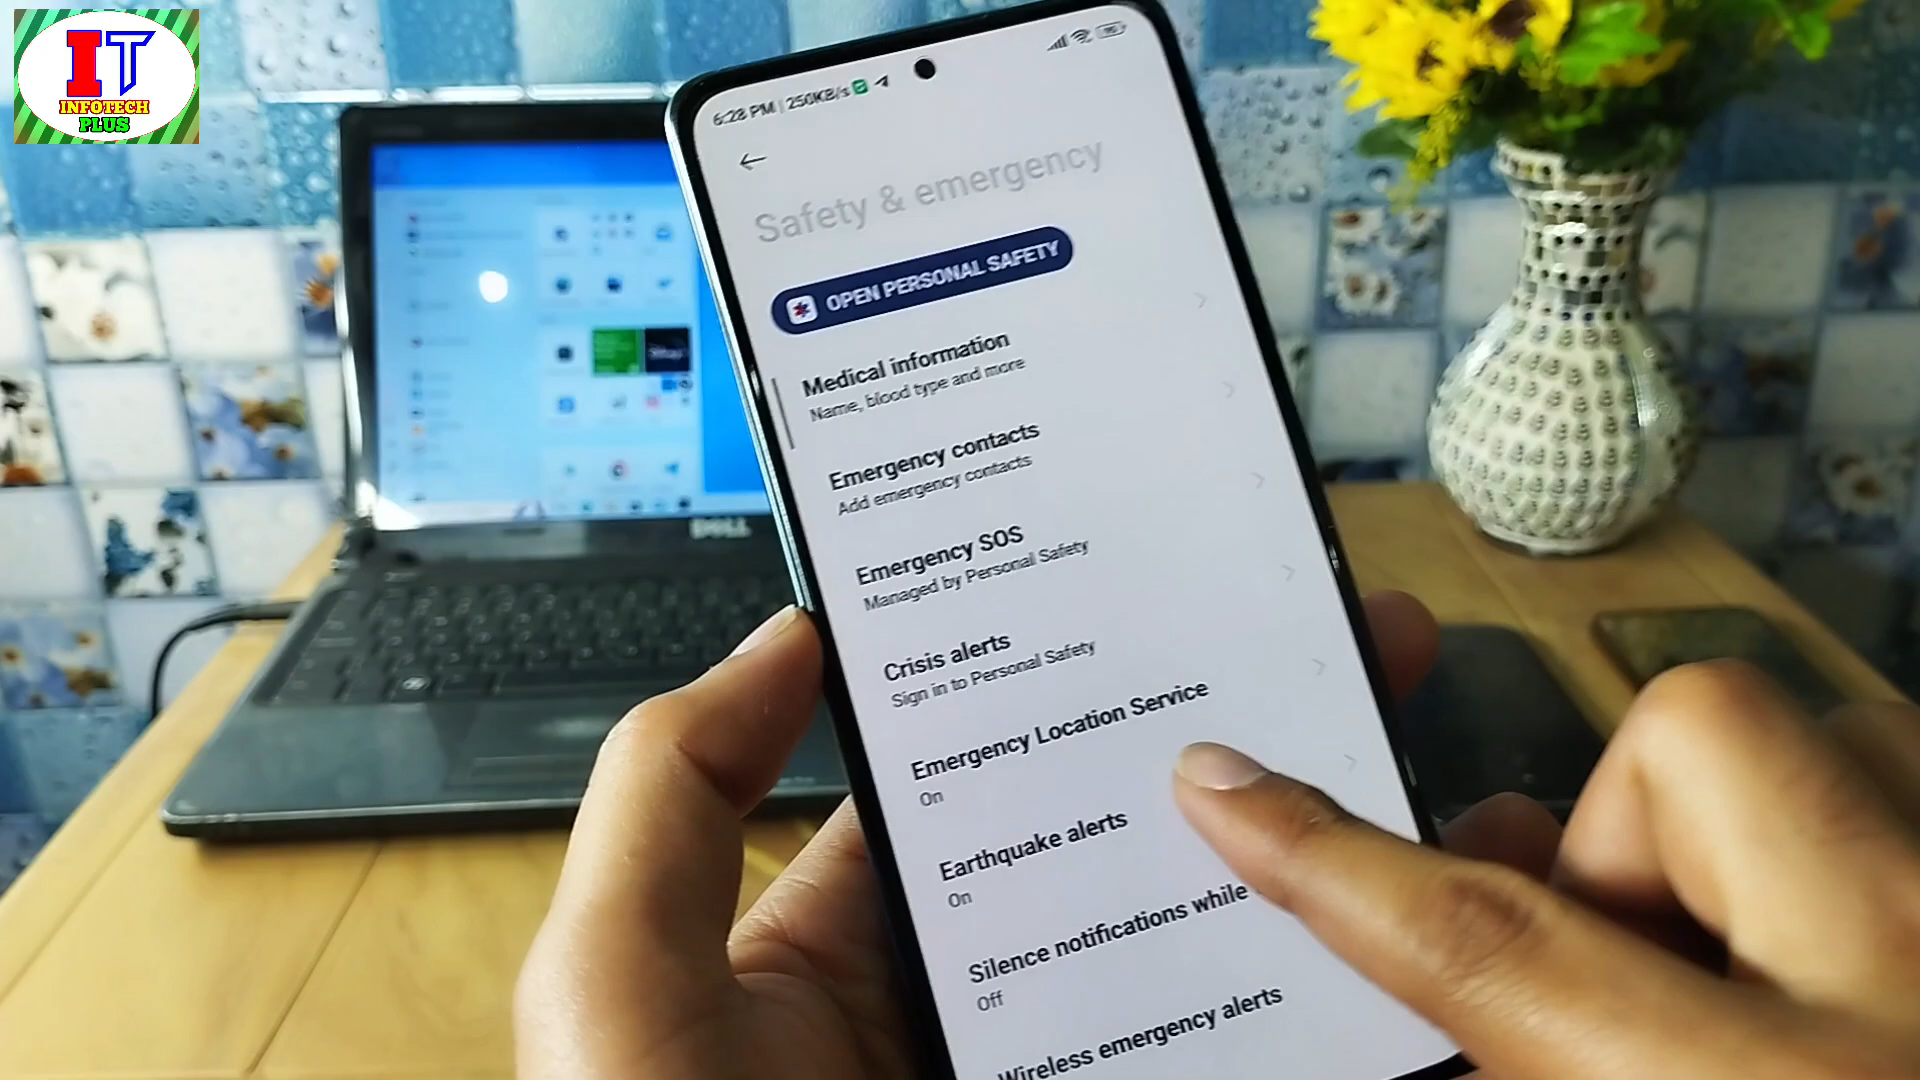 IT
INFOTECH
PLUS
6:28 PM | 250KB/s
Safety & emergency
OPEN PERSONAL SAFETY
Medical information
Name, blood type and more
Emergency contacts
Add emergency contacts
Emergency SOS
Managed by Personal Safety
Crisis alerts
Sign in to Personal Safety
Emergency Location Service
On
Earthquake alerts
On
Silence notifications while
Off
Wireless emergency alerts
DELL